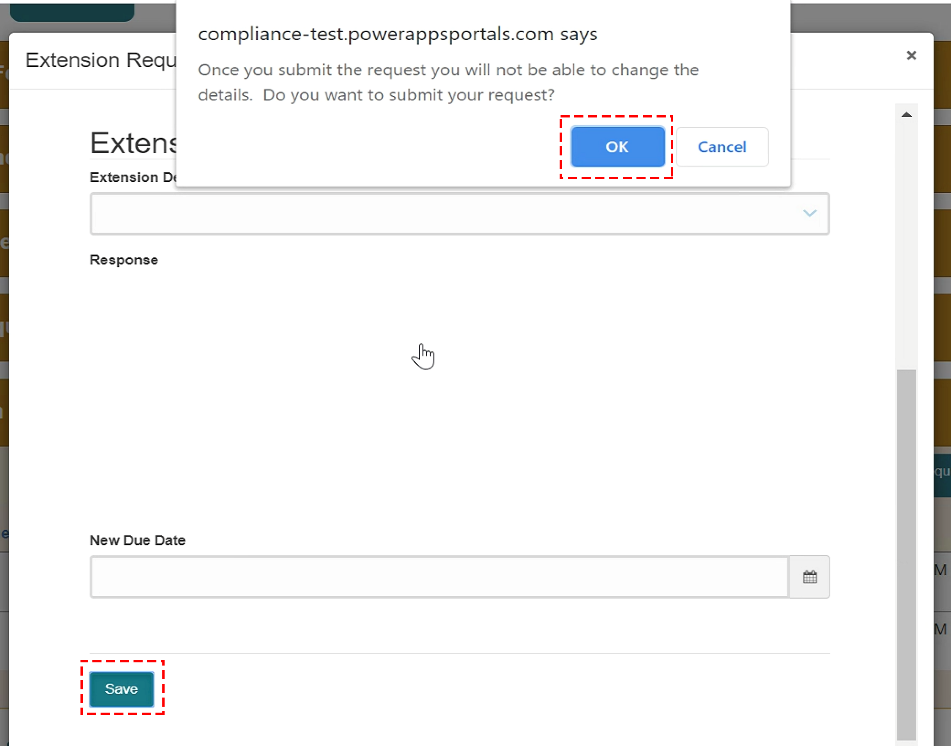 compliance-test.powerappsportals.com says
Once you submit the request you will not be able to change the
details.  Do you want to submit your request?
OK
Cancel
Extension Requ
×
Extens
Extension De
Response
New Due Date
Save
qu
M
M